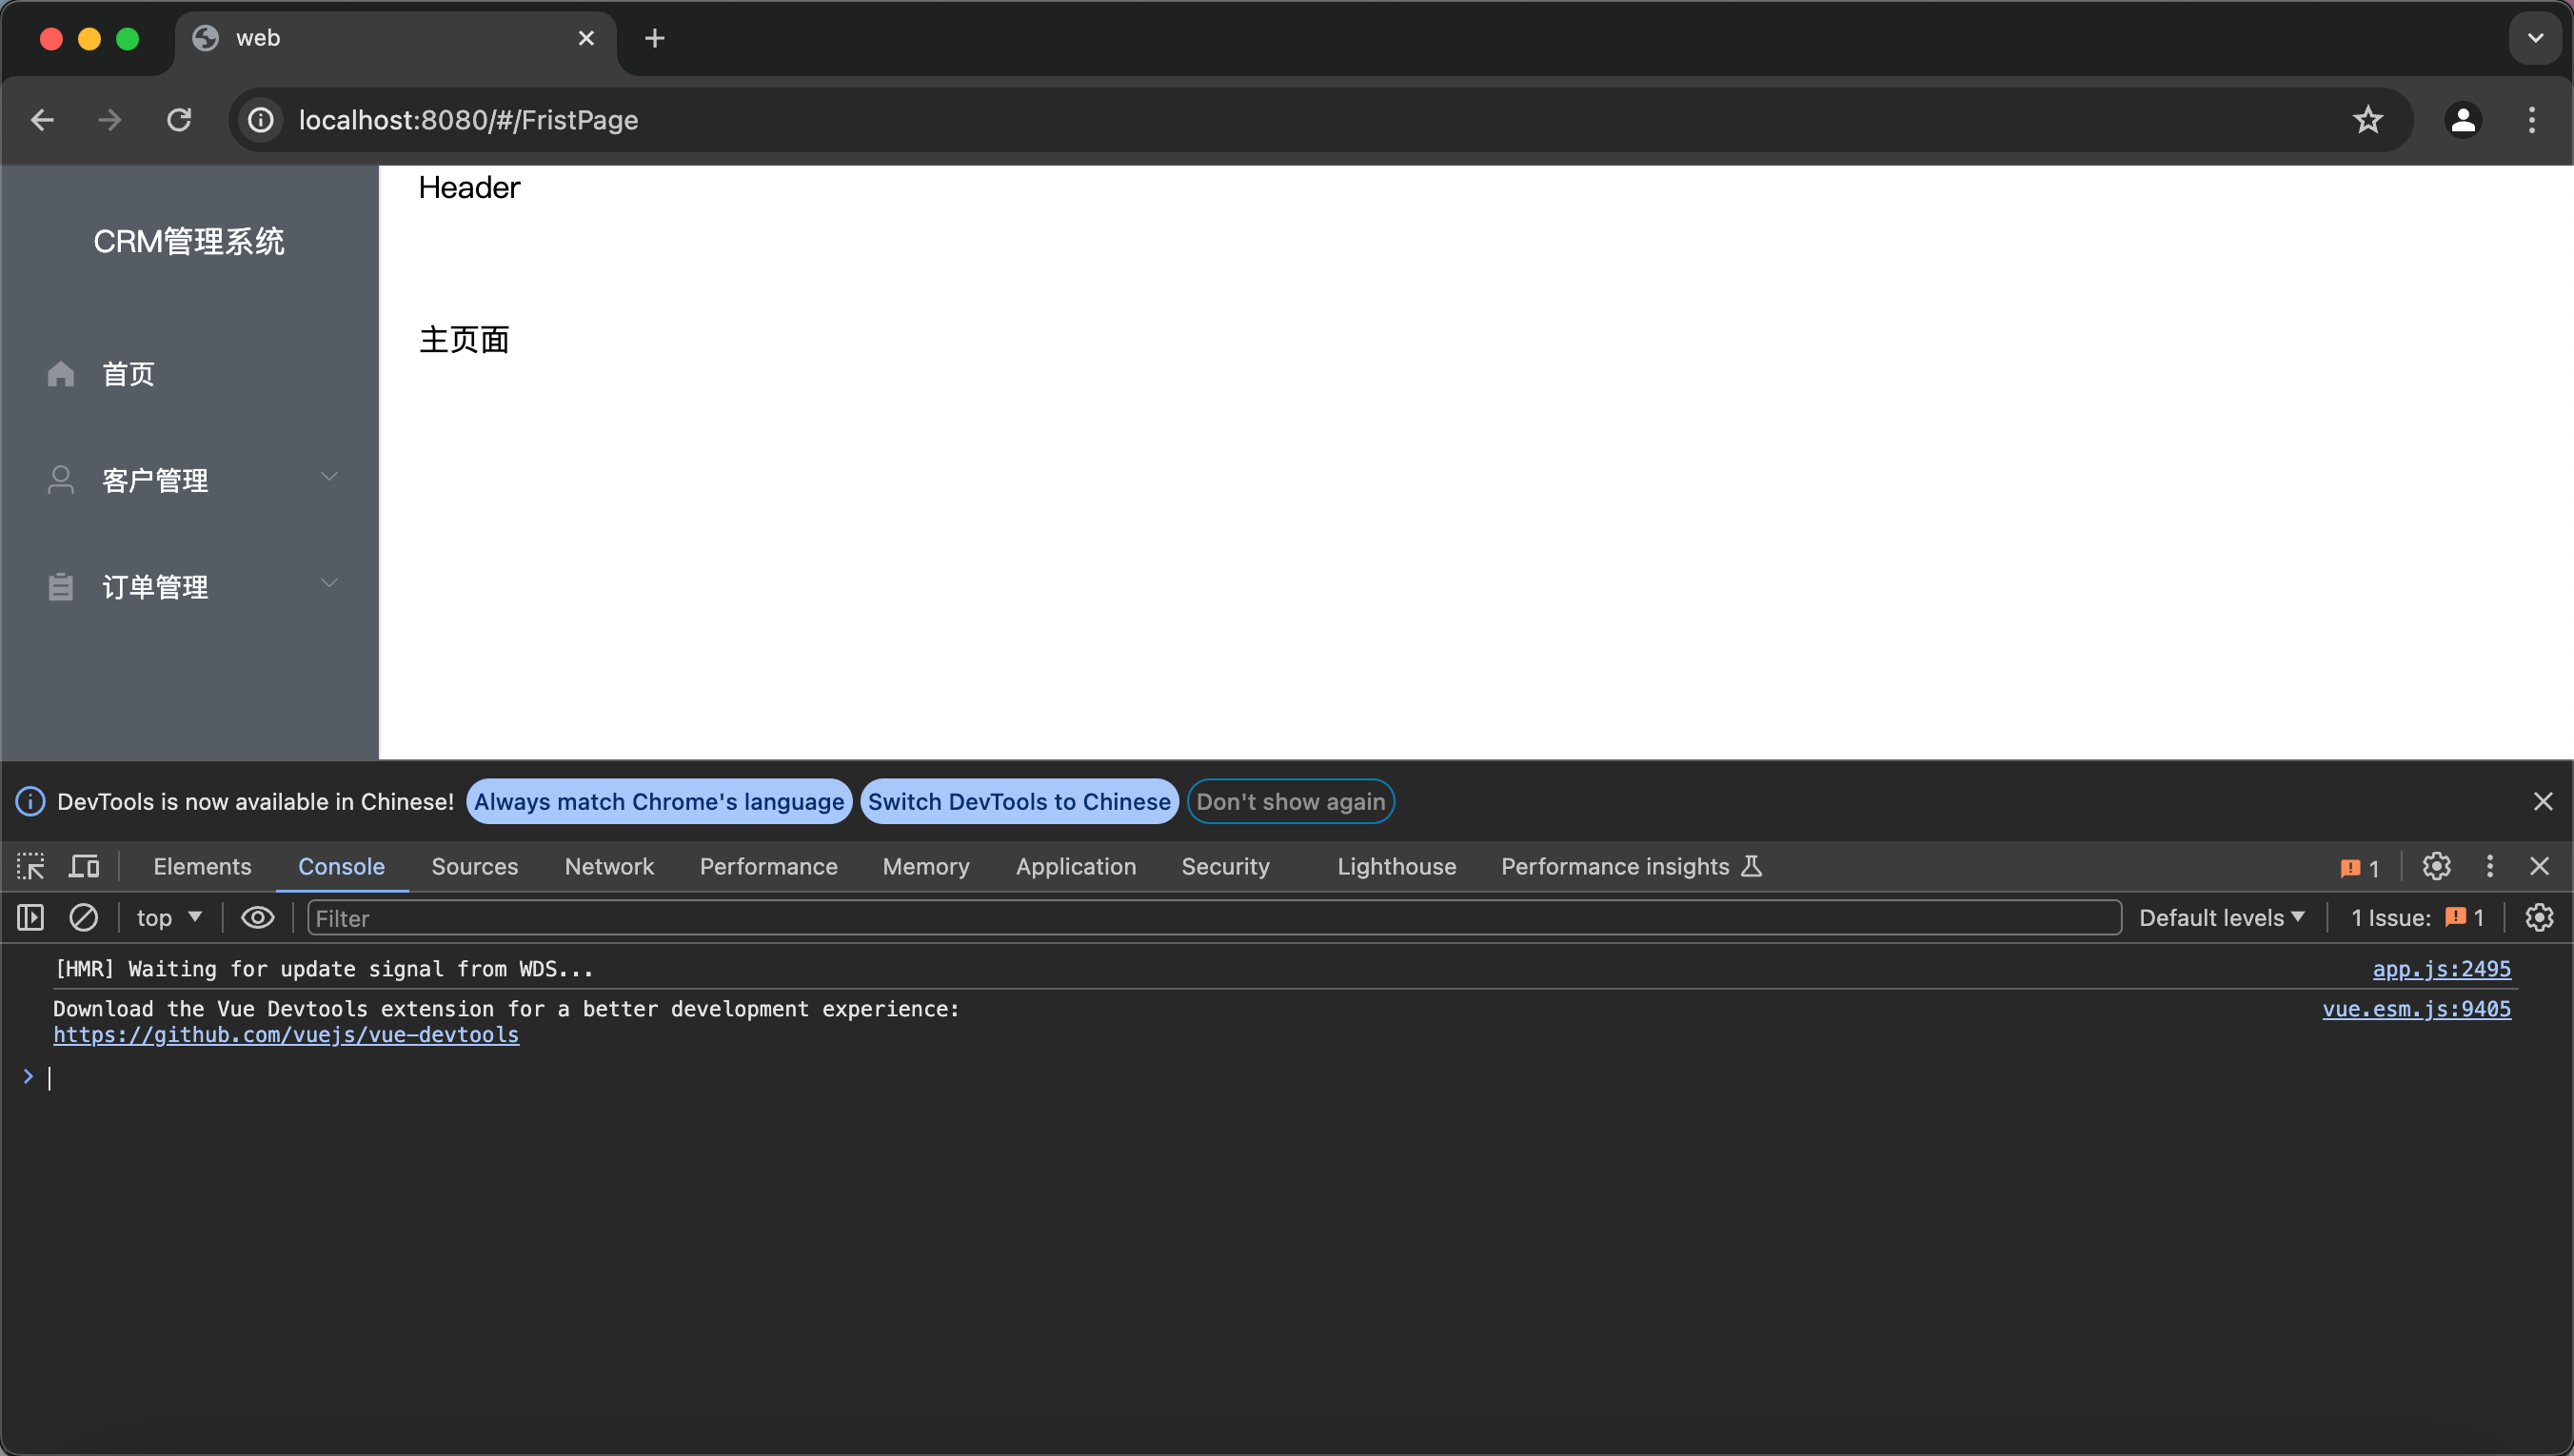 web
localhost:8080/#/FristPage
CRM管理系统
首页
客户管理
订单管理
Header
主页面
DevTools is now available in Chinese! Always match Chrome's language Switch DevTools to Chinese Don't show again
Elements Console Sources Network Performance Memory Application Security Lighthouse Performance insights 1
top Filter Default levels 1 Issue: 1
[HMR] Waiting for update signal from WDS... app.js:2495
Download the Vue Devtools extension for a better development experience: vue.esm.js:9405
https://github.com/vuejs/vue-devtools